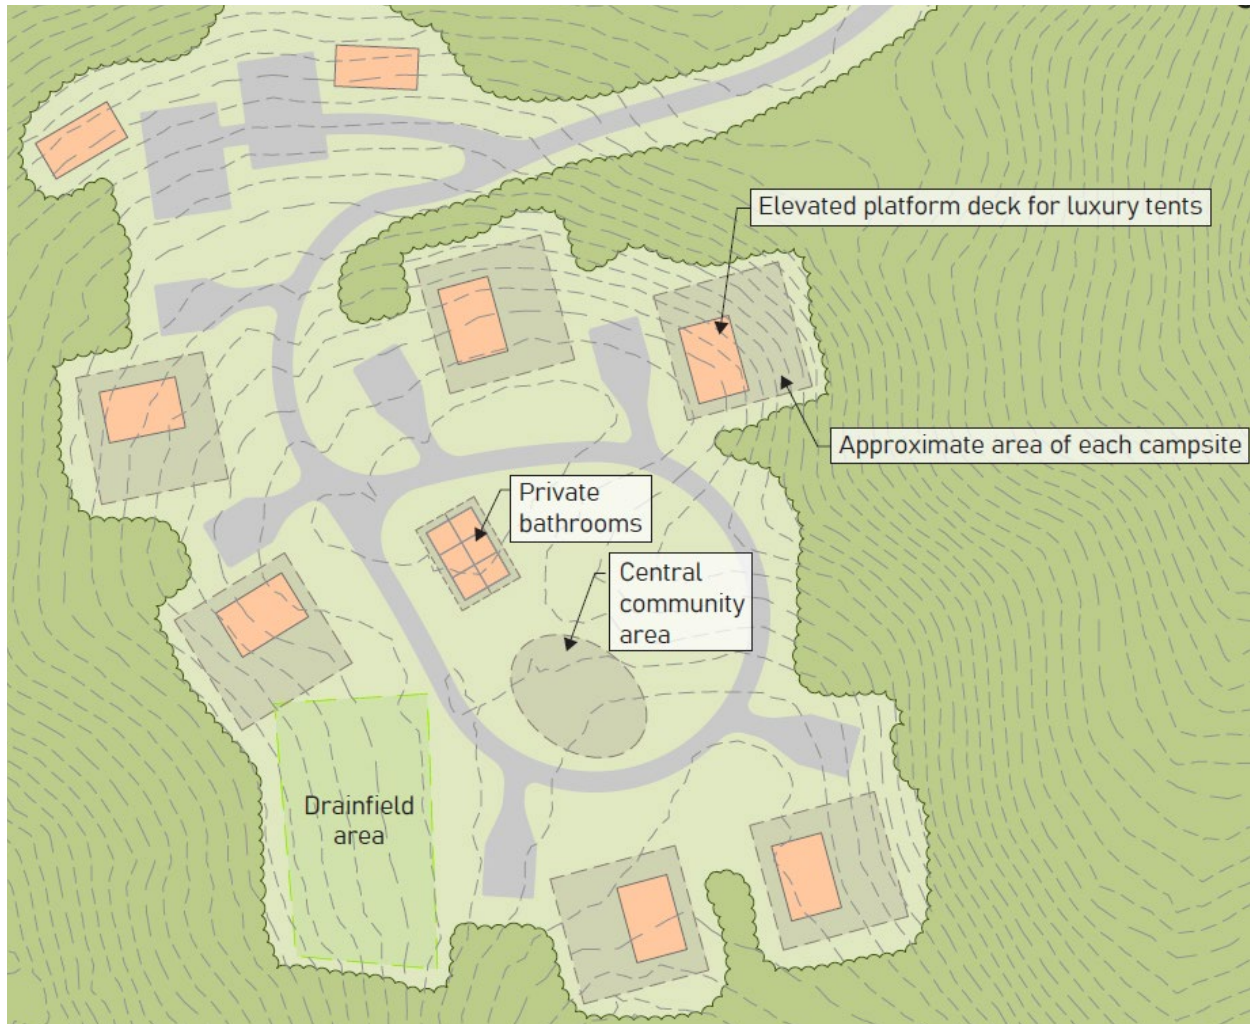 Elevated platform deck for luxury tents
Approximate area of each campsite
Private
bathrooms
Central
community
area
Drainfield
area